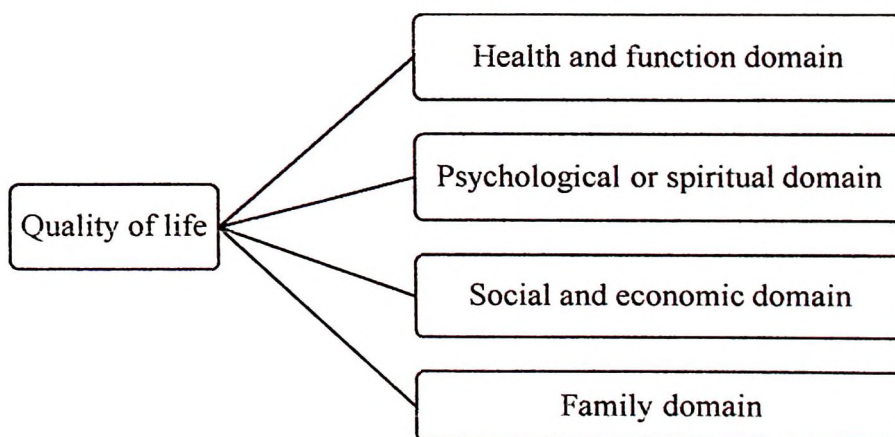 Health and function domain
Psychological or spiritual domain
Quality of life
Social and economic domain
Family domain